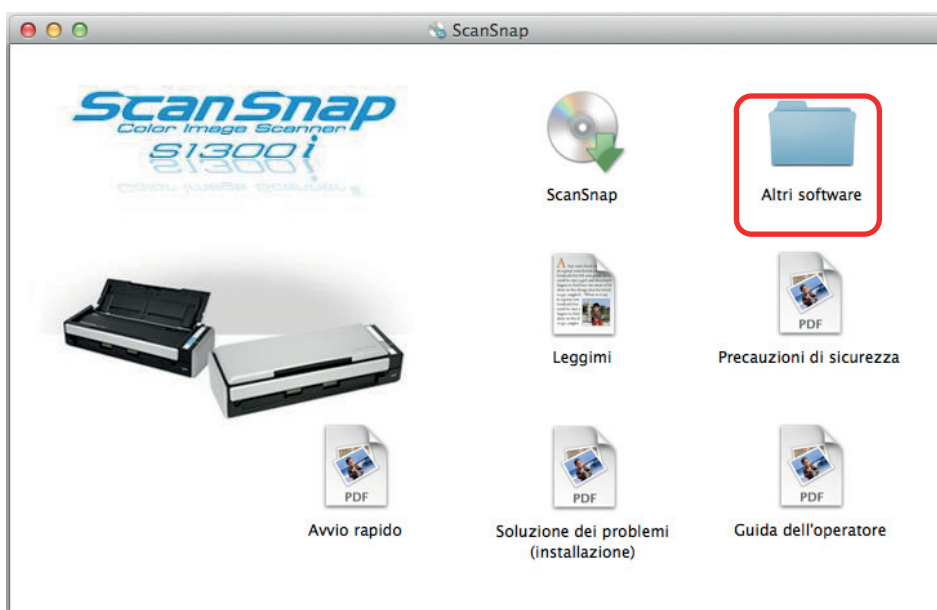 ScanSnap
ScanSnap
Color Image Scanner
S1300i
ScanSnap
Altri software
Leggimi
PDF
Precauzioni di sicurezza
PDF
Avvio rapido
PDF
Soluzione dei problemi
(installazione)
PDF
Guida dell'operatore